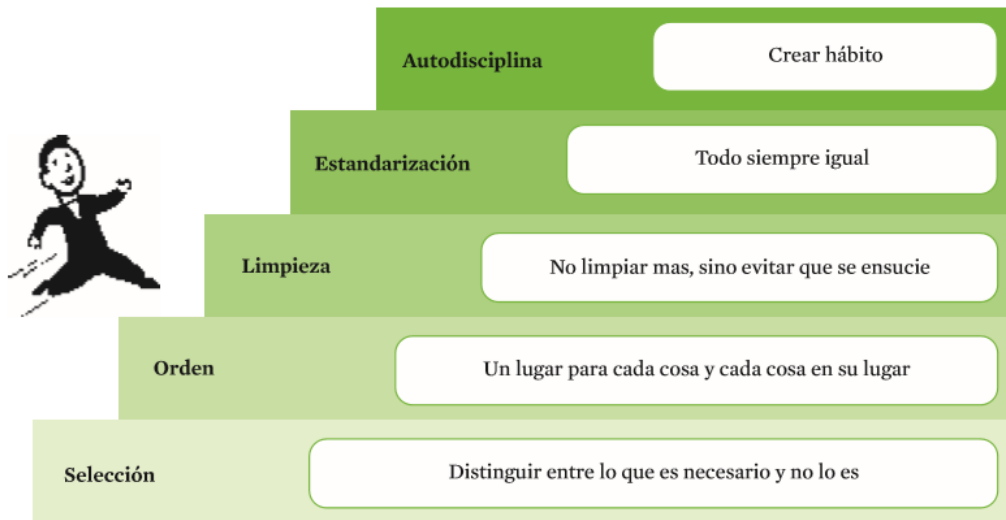 Autodisciplina
Crear hábito
Estandarización
Todo siempre igual
Limpieza
No limpiar mas, sino evitar que se ensucie
Orden
Un lugar para cada cosa y cada cosa en su lugar
Selección
Distinguir entre lo que es necesario y no lo es